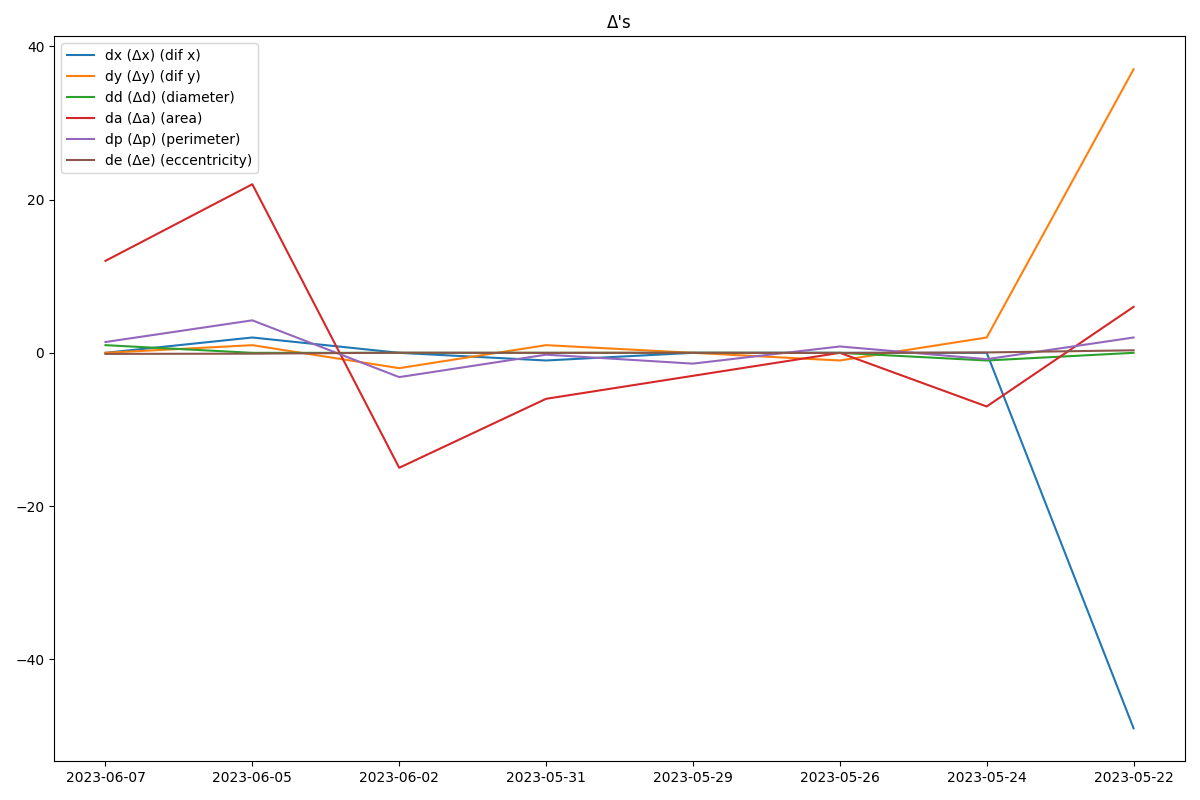 Δ's
dx (Δx) (dif x)
dy (Δy) (dif y)
dd (Δd) (diameter)
da (Δa) (area)
dp (Δp) (perimeter)
de (Δe) (eccentricity)
40
20
0
−20
−40
2023-06-07 2023-06-05 2023-06-02 2023-05-31 2023-05-29 2023-05-26 2023-05-24 2023-05-22